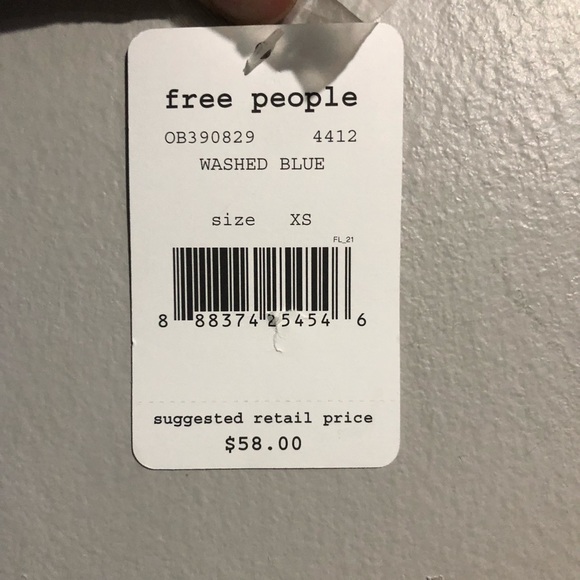 free people
OB390829 4412
WASHED BLUE
size XS
FL_21
8 88374 25454 6
suggested retail price
$58.00